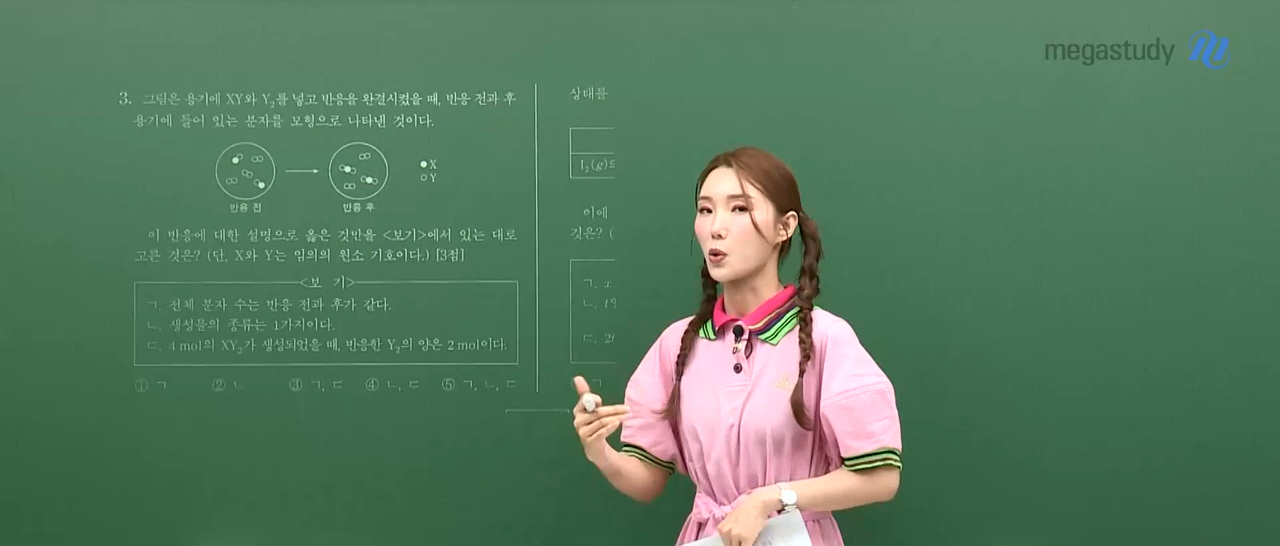 megastudy
3. 그림은 용기에 XY와 Y₂를 넣고 반응을 완결시켰을 때, 반응 전과 후
용기에 들어 있는 분자를 모형으로 나타낸 것이다.
X
Y
반응 전
반응 후
이 반응에 대한 설명으로 옳은 것만을 <보기>에서 있는 대로
고른 것은? (단, X와 Y는 임의의 원소 기호이다.) [3점]
<보 기>
ㄱ. 전체 분자 수는 반응 전과 후가 같다.
ㄴ. 생성물의 종류는 1가지이다.
ㄷ. 4 mol의 XY₂가 생성되었을 때, 반응한 Y₂의 양은 2 mol이다.
① ㄱ ② ㄴ ③ ㄱ, ㄷ ④ ㄴ, ㄷ ⑤ ㄱ, ㄴ, ㄷ
상태를
I₂(g)의
이에
것은? (
ㄱ. x
ㄴ.
ㄷ. 2